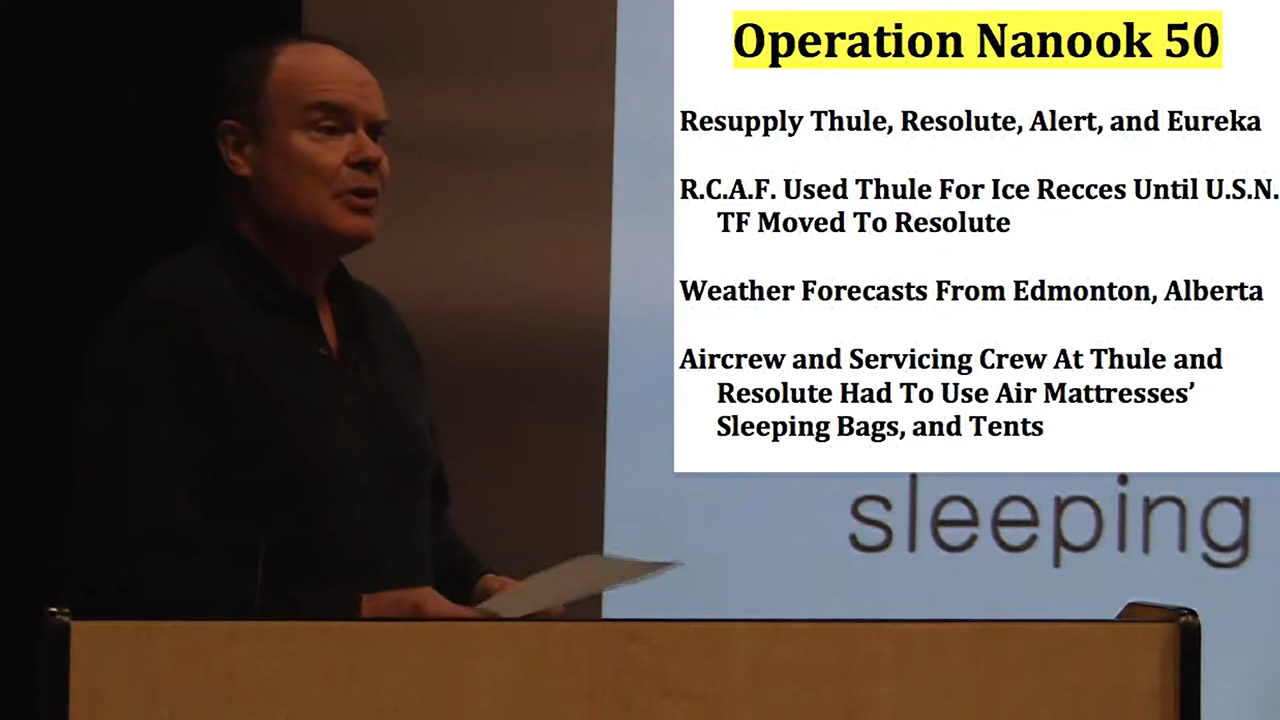 Operation Nanook 50
Resupply Thule, Resolute, Alert, and Eureka
R.C.A.F. Used Thule For Ice Recces Until U.S.N.
TF Moved To Resolute
Weather Forecasts From Edmonton, Alberta
Aircrew and Servicing Crew At Thule and
Resolute Had To Use Air Mattresses’
Sleeping Bags, and Tents
sleeping